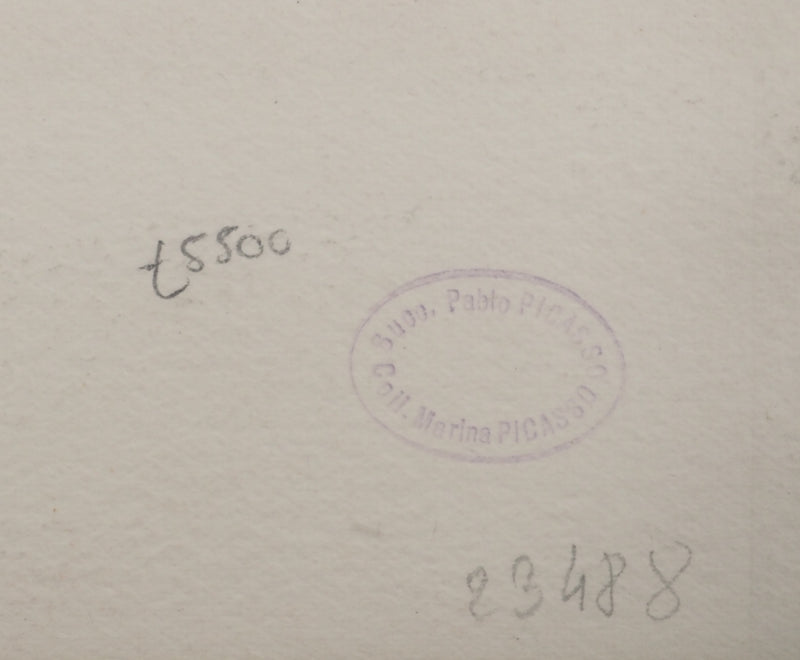 t5500
Succ. Pablo PICASSO
Coll. Marina PICASSO
23488